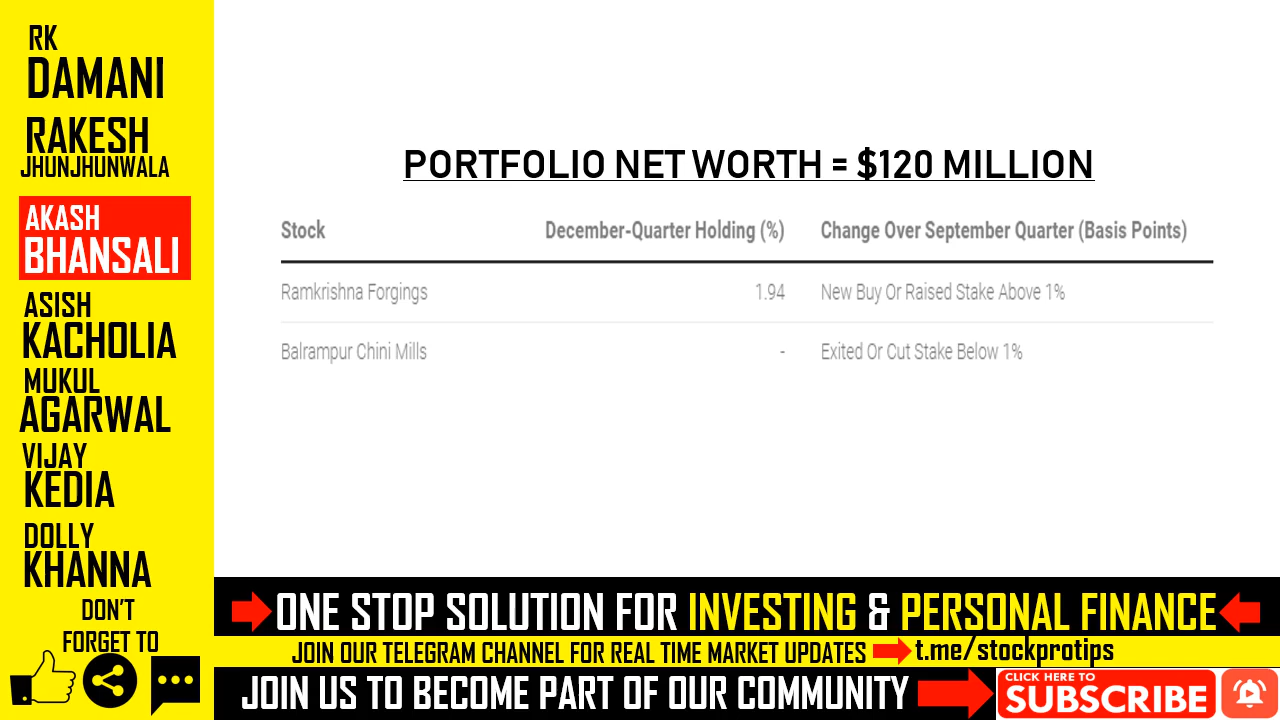 RK
DAMANI
RAKESH
JHUNJHUNWALA
AKASH
BHANSALI
ASISH
KACHOLIA
MUKUL
AGARWAL
VIJAY
KEDIA
DOLLY
KHANNA
DON'T
FORGET TO
PORTFOLIO NET WORTH = $120 MILLION
Stock December-Quarter Holding (%) Change Over September Quarter (Basis Points)
Ramkrishna Forgings 1.94 New Buy Or Raised Stake Above 1%
Balrampur Chini Mills - Exited Or Cut Stake Below 1%
ONE STOP SOLUTION FOR INVESTING & PERSONAL FINANCE
JOIN OUR TELEGRAM CHANNEL FOR REAL TIME MARKET UPDATES t.me/stockprotips
JOIN US TO BECOME PART OF OUR COMMUNITY
CLICK HERE TO
SUBSCRIBE